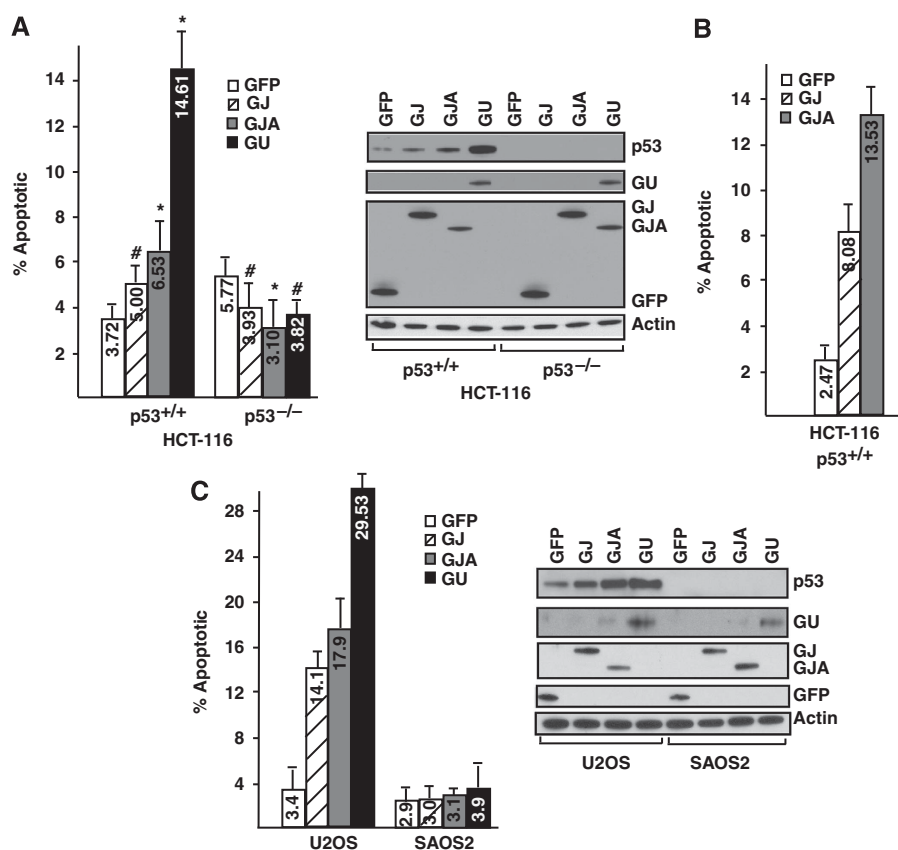 A
% Apoptotic
14
12
10
8
6
4
2
GFP
GJ
GJA
GU
3.72
#
5.00
*
6.53
*
14.61
5.77
#
3.93
*
3.10
#
3.82
p53+/+ p53−/−
HCT-116
GFP GJ GJA GU GFP GJ GJA GU
p53
GU
GJ
GJA
GFP
Actin
p53+/+ p53−/−
HCT-116
B
% Apoptotic
14
12
10
8
6
4
2
GFP
GJ
GJA
2.47
8.08
13.53
HCT-116
p53+/+
C
% Apoptotic
28
24
20
16
12
8
4
GFP
GJ
GJA
GU
3.4
14.1
17.9
29.53
2.9
3.0
3.1
3.9
U2OS SAOS2
GFP GJ GJA GU GFP GJ GJA GU
p53
GU
GJ
GJA
GFP
Actin
U2OS SAOS2